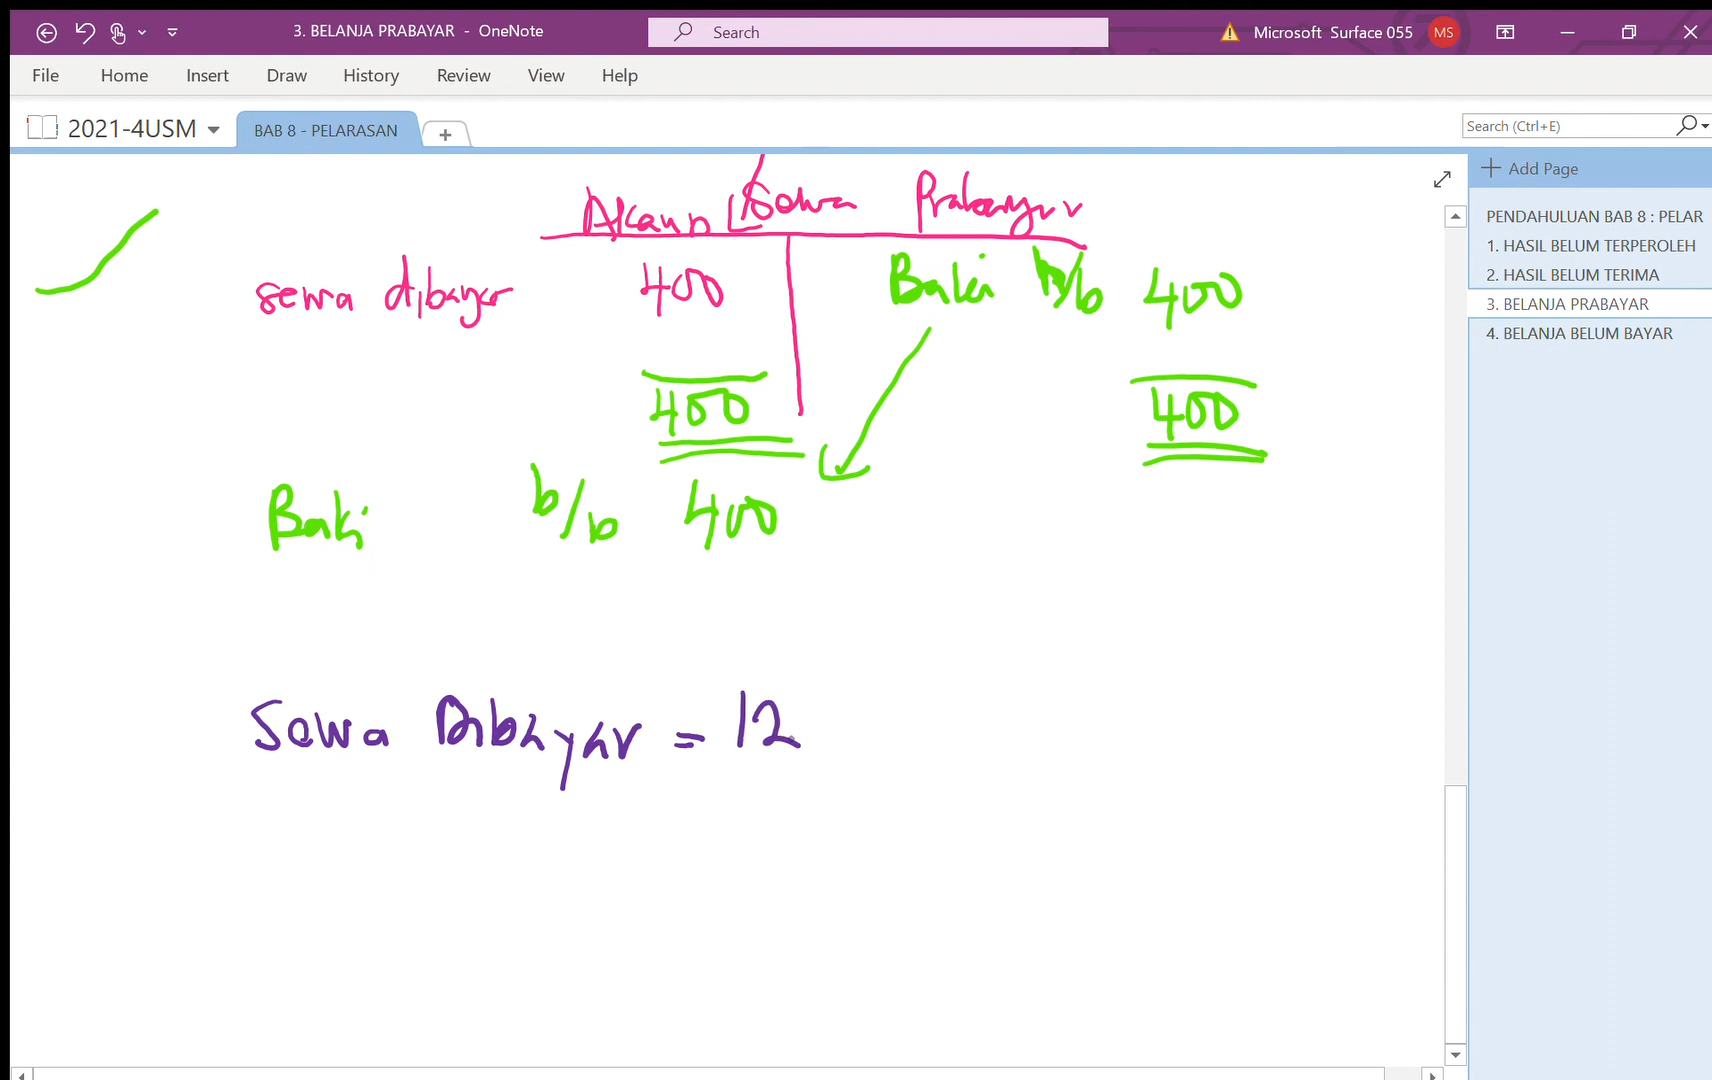 3. BELANJA PRABAYAR - OneNote
Search
Microsoft Surface 055
MS
File Home Insert Draw History Review View Help
2021-4USM
BAB 8 - PELARASAN
+
Search (Ctrl+E)
Add Page
PENDAHULUAN BAB 8 : PELAR
1. HASIL BELUM TERPEROLEH
2. HASIL BELUM TERIMA
3. BELANJA PRABAYAR
4. BELANJA BELUM BAYAR
Akaun Sewa Prabayar
sewa dibayar 400 Baki b/b 400
400 400
Baki b/b 400
Sewa Dibayar = 12